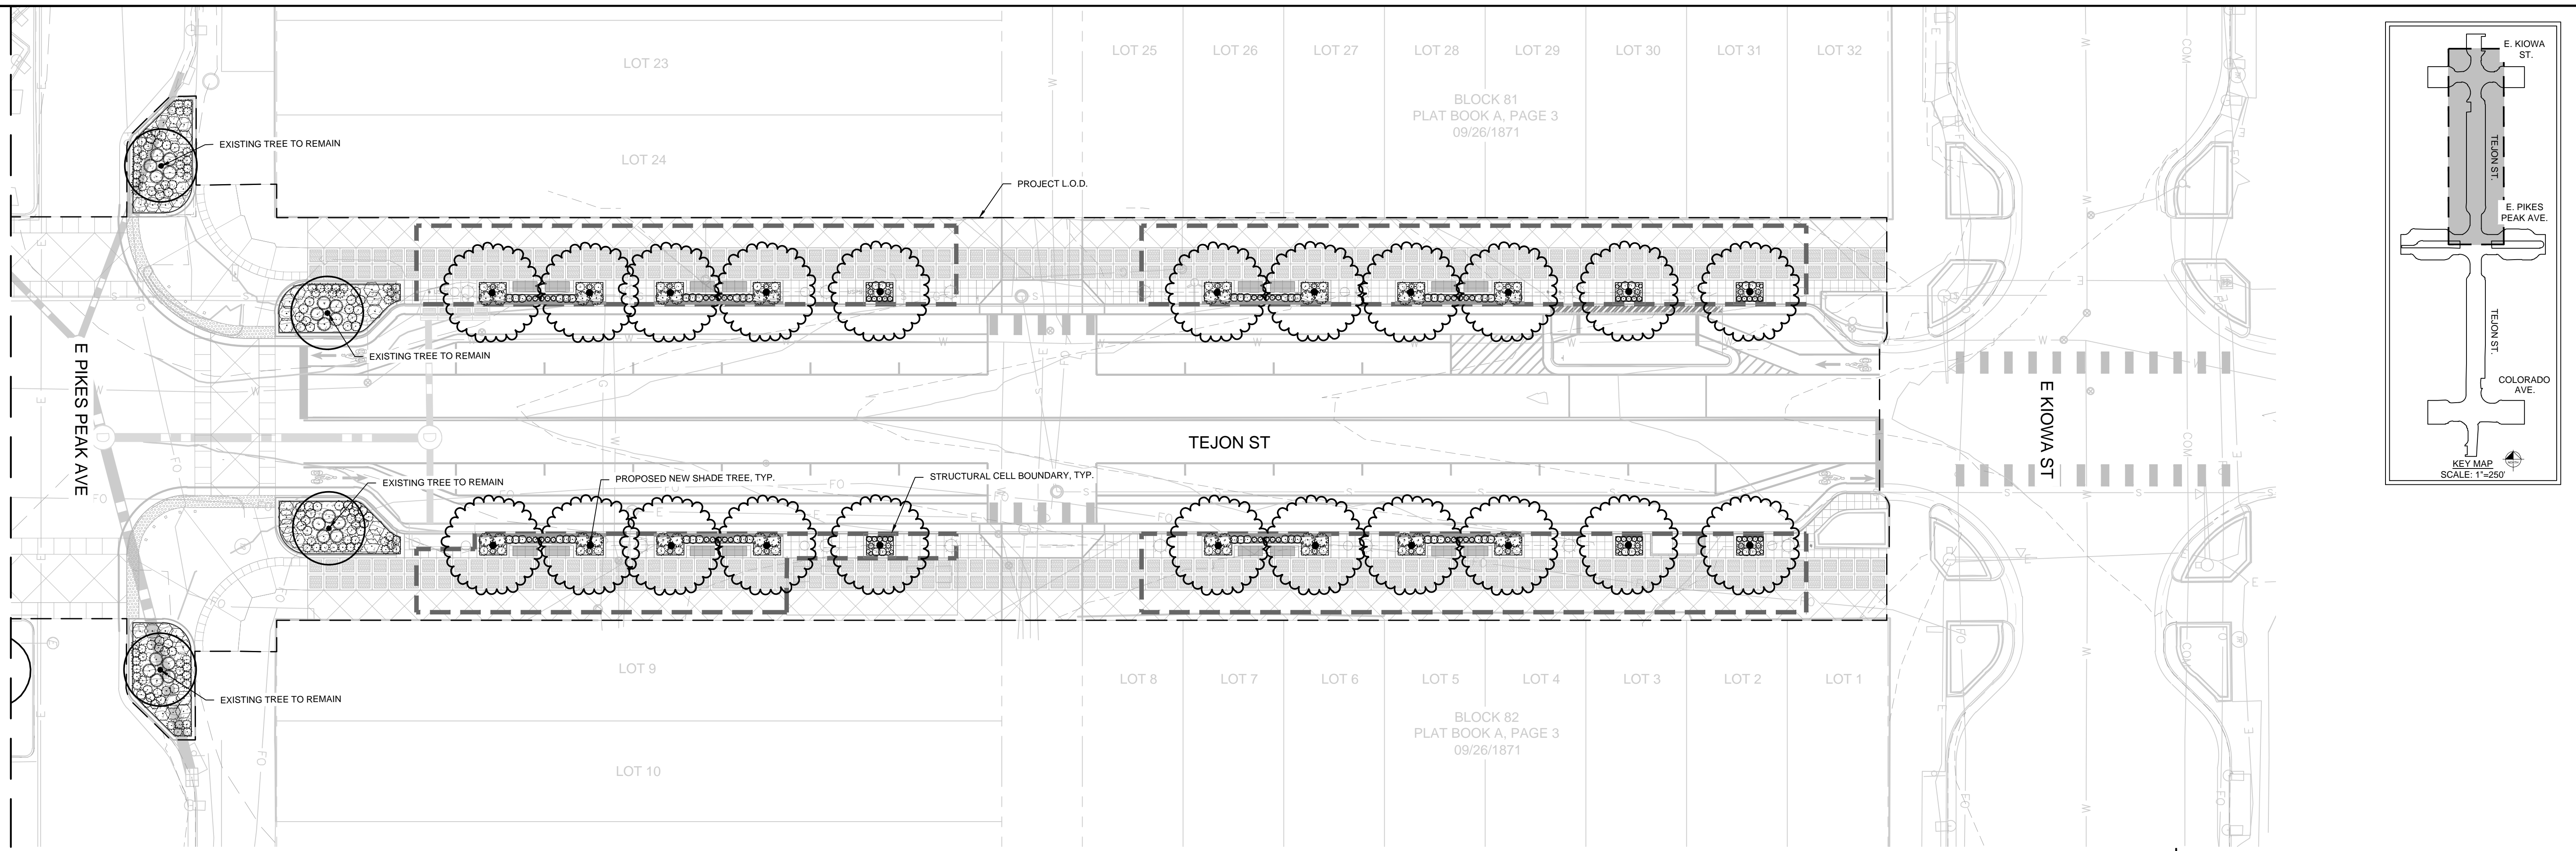 LOT 23
LOT 24
LOT 25
LOT 26
LOT 27
LOT 28
LOT 29
LOT 30
LOT 31
LOT 32
BLOCK 81
PLAT BOOK A, PAGE 3
09/26/1871
EXISTING TREE TO REMAIN
PROJECT L.O.D.
EXISTING TREE TO REMAIN
E PIKES PEAK AVE
TEJON ST
E KIOWA ST
EXISTING TREE TO REMAIN
PROPOSED NEW SHADE TREE, TYP.
STRUCTURAL CELL BOUNDARY, TYP.
EXISTING TREE TO REMAIN
LOT 9
LOT 10
LOT 8
LOT 7
LOT 6
LOT 5
LOT 4
LOT 3
LOT 2
LOT 1
BLOCK 82
PLAT BOOK A, PAGE 3
09/26/1871
E. KIOWA
ST.
TEJON ST.
E. PIKES
PEAK AVE.
TEJON ST.
COLORADO
AVE.
KEY MAP
SCALE: 1"=250'